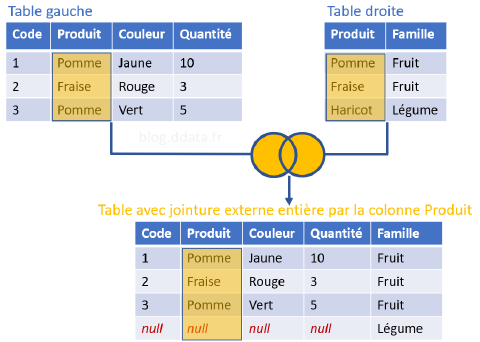 Table gauche
Code Produit Couleur Quantité
1 Pomme Jaune 10
2 Fraise Rouge 3
3 Pomme Vert 5
Table droite
Produit Famille
Pomme Fruit
Fraise Fruit
Haricot Légume
blog.ddata.fr
Table avec jointure externe entière par la colonne Produit
Code Produit Couleur Quantité Famille
1 Pomme Jaune 10 Fruit
2 Fraise Rouge 3 Fruit
3 Pomme Vert 5 Fruit
null null null null Légume